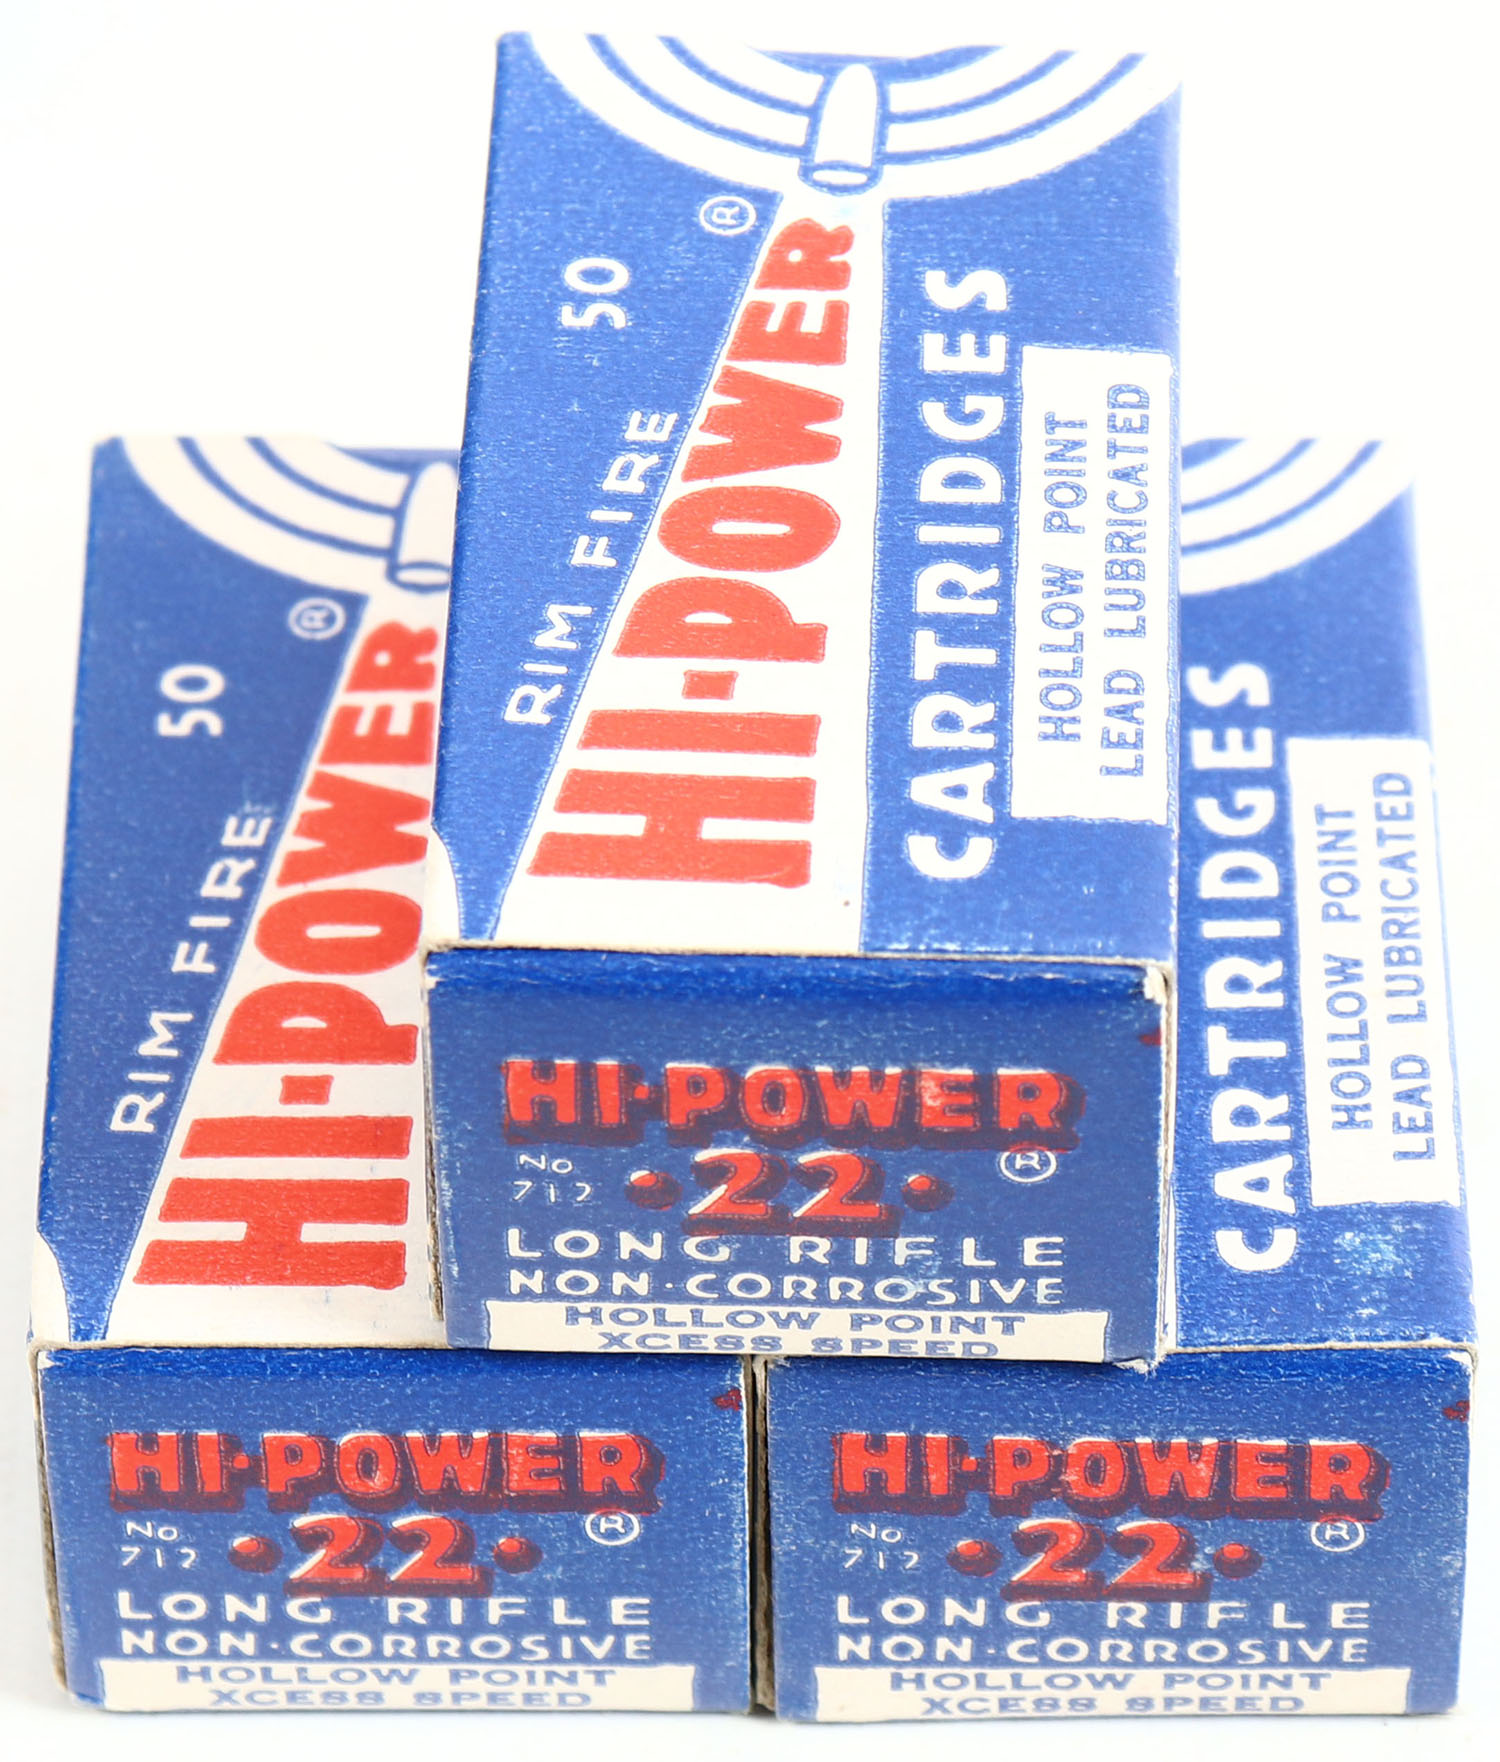 50 ®
RIM FIRE
HI-POWER
CARTRIDGES
HOLLOW POINT
LEAD LUBRICATED
HI-POWER
No
712
·22· ®
LONG RIFLE
NON-CORROSIVE
HOLLOW POINT
XCESS SPEED
50 ®
RIM FIRE
HI-POWER
HI-POWER
No
712
·22· ®
LONG RIFLE
NON-CORROSIVE
HOLLOW POINT
XCESS SPEED
CARTRIDGES
HOLLOW POINT
LEAD LUBRICATED
HI-POWER
No
712
·22· ®
LONG RIFLE
NON-CORROSIVE
HOLLOW POINT
XCESS SPEED